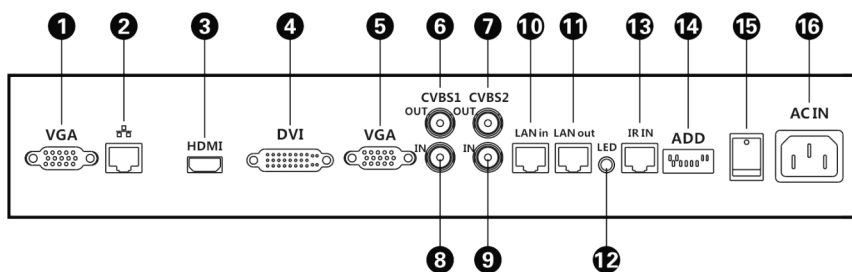 1 2 3 4 5 6 7 10 11 13 14 15 16
CVBS1 CVBS2
OUT OUT
AC IN
VGA HDMI DVI VGA IN IN LAN in LAN out LED IR IN ADD
8 9 12